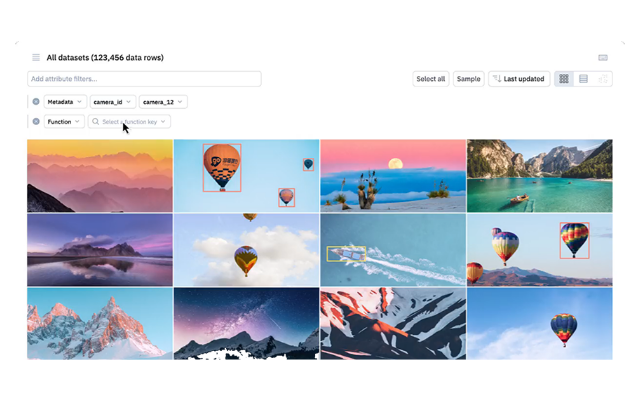 All datasets (123,456 data rows)
Add attribute filters...
Select all
Sample
Last updated
Metadata
camera_id
camera_12
Function
Select a function key